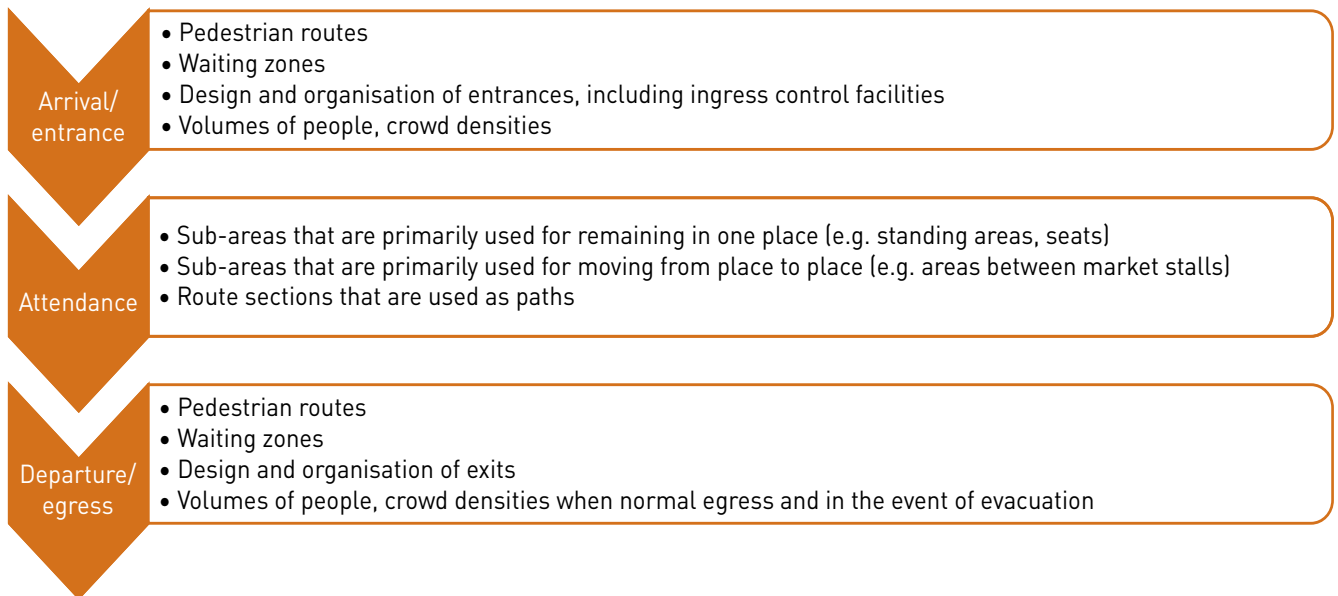 Arrival/
entrance
• Pedestrian routes
• Waiting zones
• Design and organisation of entrances, including ingress control facilities
• Volumes of people, crowd densities
Attendance
• Sub-areas that are primarily used for remaining in one place (e.g. standing areas, seats)
• Sub-areas that are primarily used for moving from place to place (e.g. areas between market stalls)
• Route sections that are used as paths
Departure/
egress
• Pedestrian routes
• Waiting zones
• Design and organisation of exits
• Volumes of people, crowd densities when normal egress and in the event of evacuation